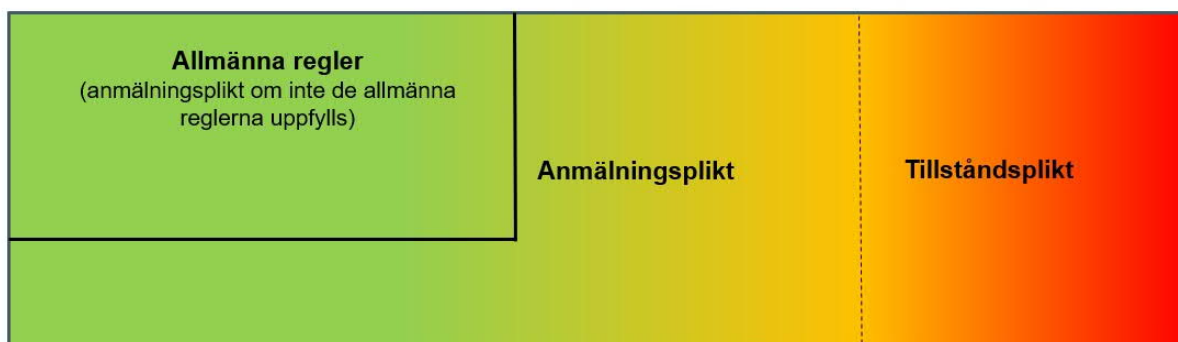 Allmänna regler
(anmälningsplikt om inte de allmänna
reglerna uppfylls)
Anmälningsplikt
Tillståndsplikt